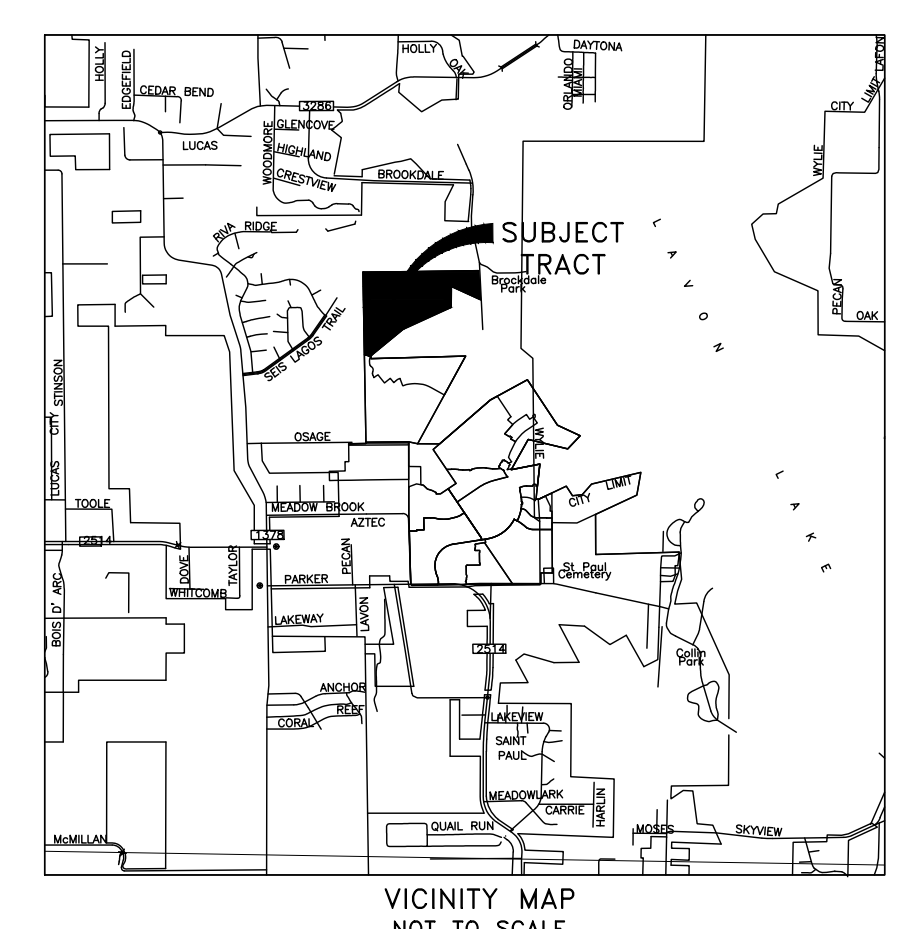 HOLLY
EDGEFIELD
CEDAR BEND
HOLLY OAK
DAYTONA
ORLANDO
MIAMI
LAFON
CITY LIMIT
3286
LUCAS
WOODMORE
GLENCOVE
HIGHLAND
CRESTVIEW
BROOKDALE
WYLIE
RIVA RIDGE
SUBJECT
TRACT
Brockdale
Park
LAVON
PECAN
OAK
SEIS LAGOS TRAIL
STINSON
CITY
LUCAS
OSAGE
WYLIE
CITY LIMIT
TOOLE
MEADOW BROOK
AZTEC
1378
2514
LAKE
DOVE
TAYLOR
PECAN
WHITCOMB
PARKER
St Paul
Cemetery
BOIS D' ARC
LAKEWAY
LAVON
2514
Collin
Park
ANCHOR
REEF
CORAL
LAKEVIEW
SAINT
PAUL
MEADOWLARK
CARRIE
HARLIN
QUAIL RUN
MOSES
SKYVIEW
McMILLAN
VICINITY MAP
NOT TO SCALE